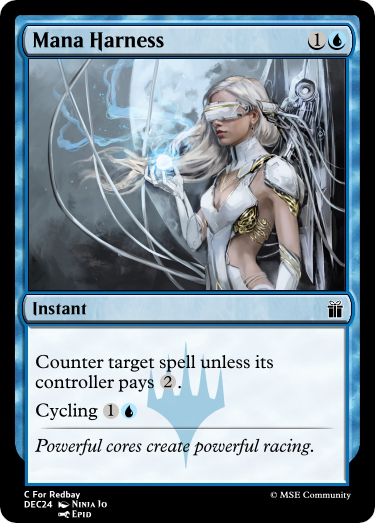 Mana Harness 1
Instant
Counter target spell unless its
controller pays 2.
Cycling 1
Powerful cores create powerful racing.
C For Redbay
DEC24 Ninja Jo © MSE Community
Epid